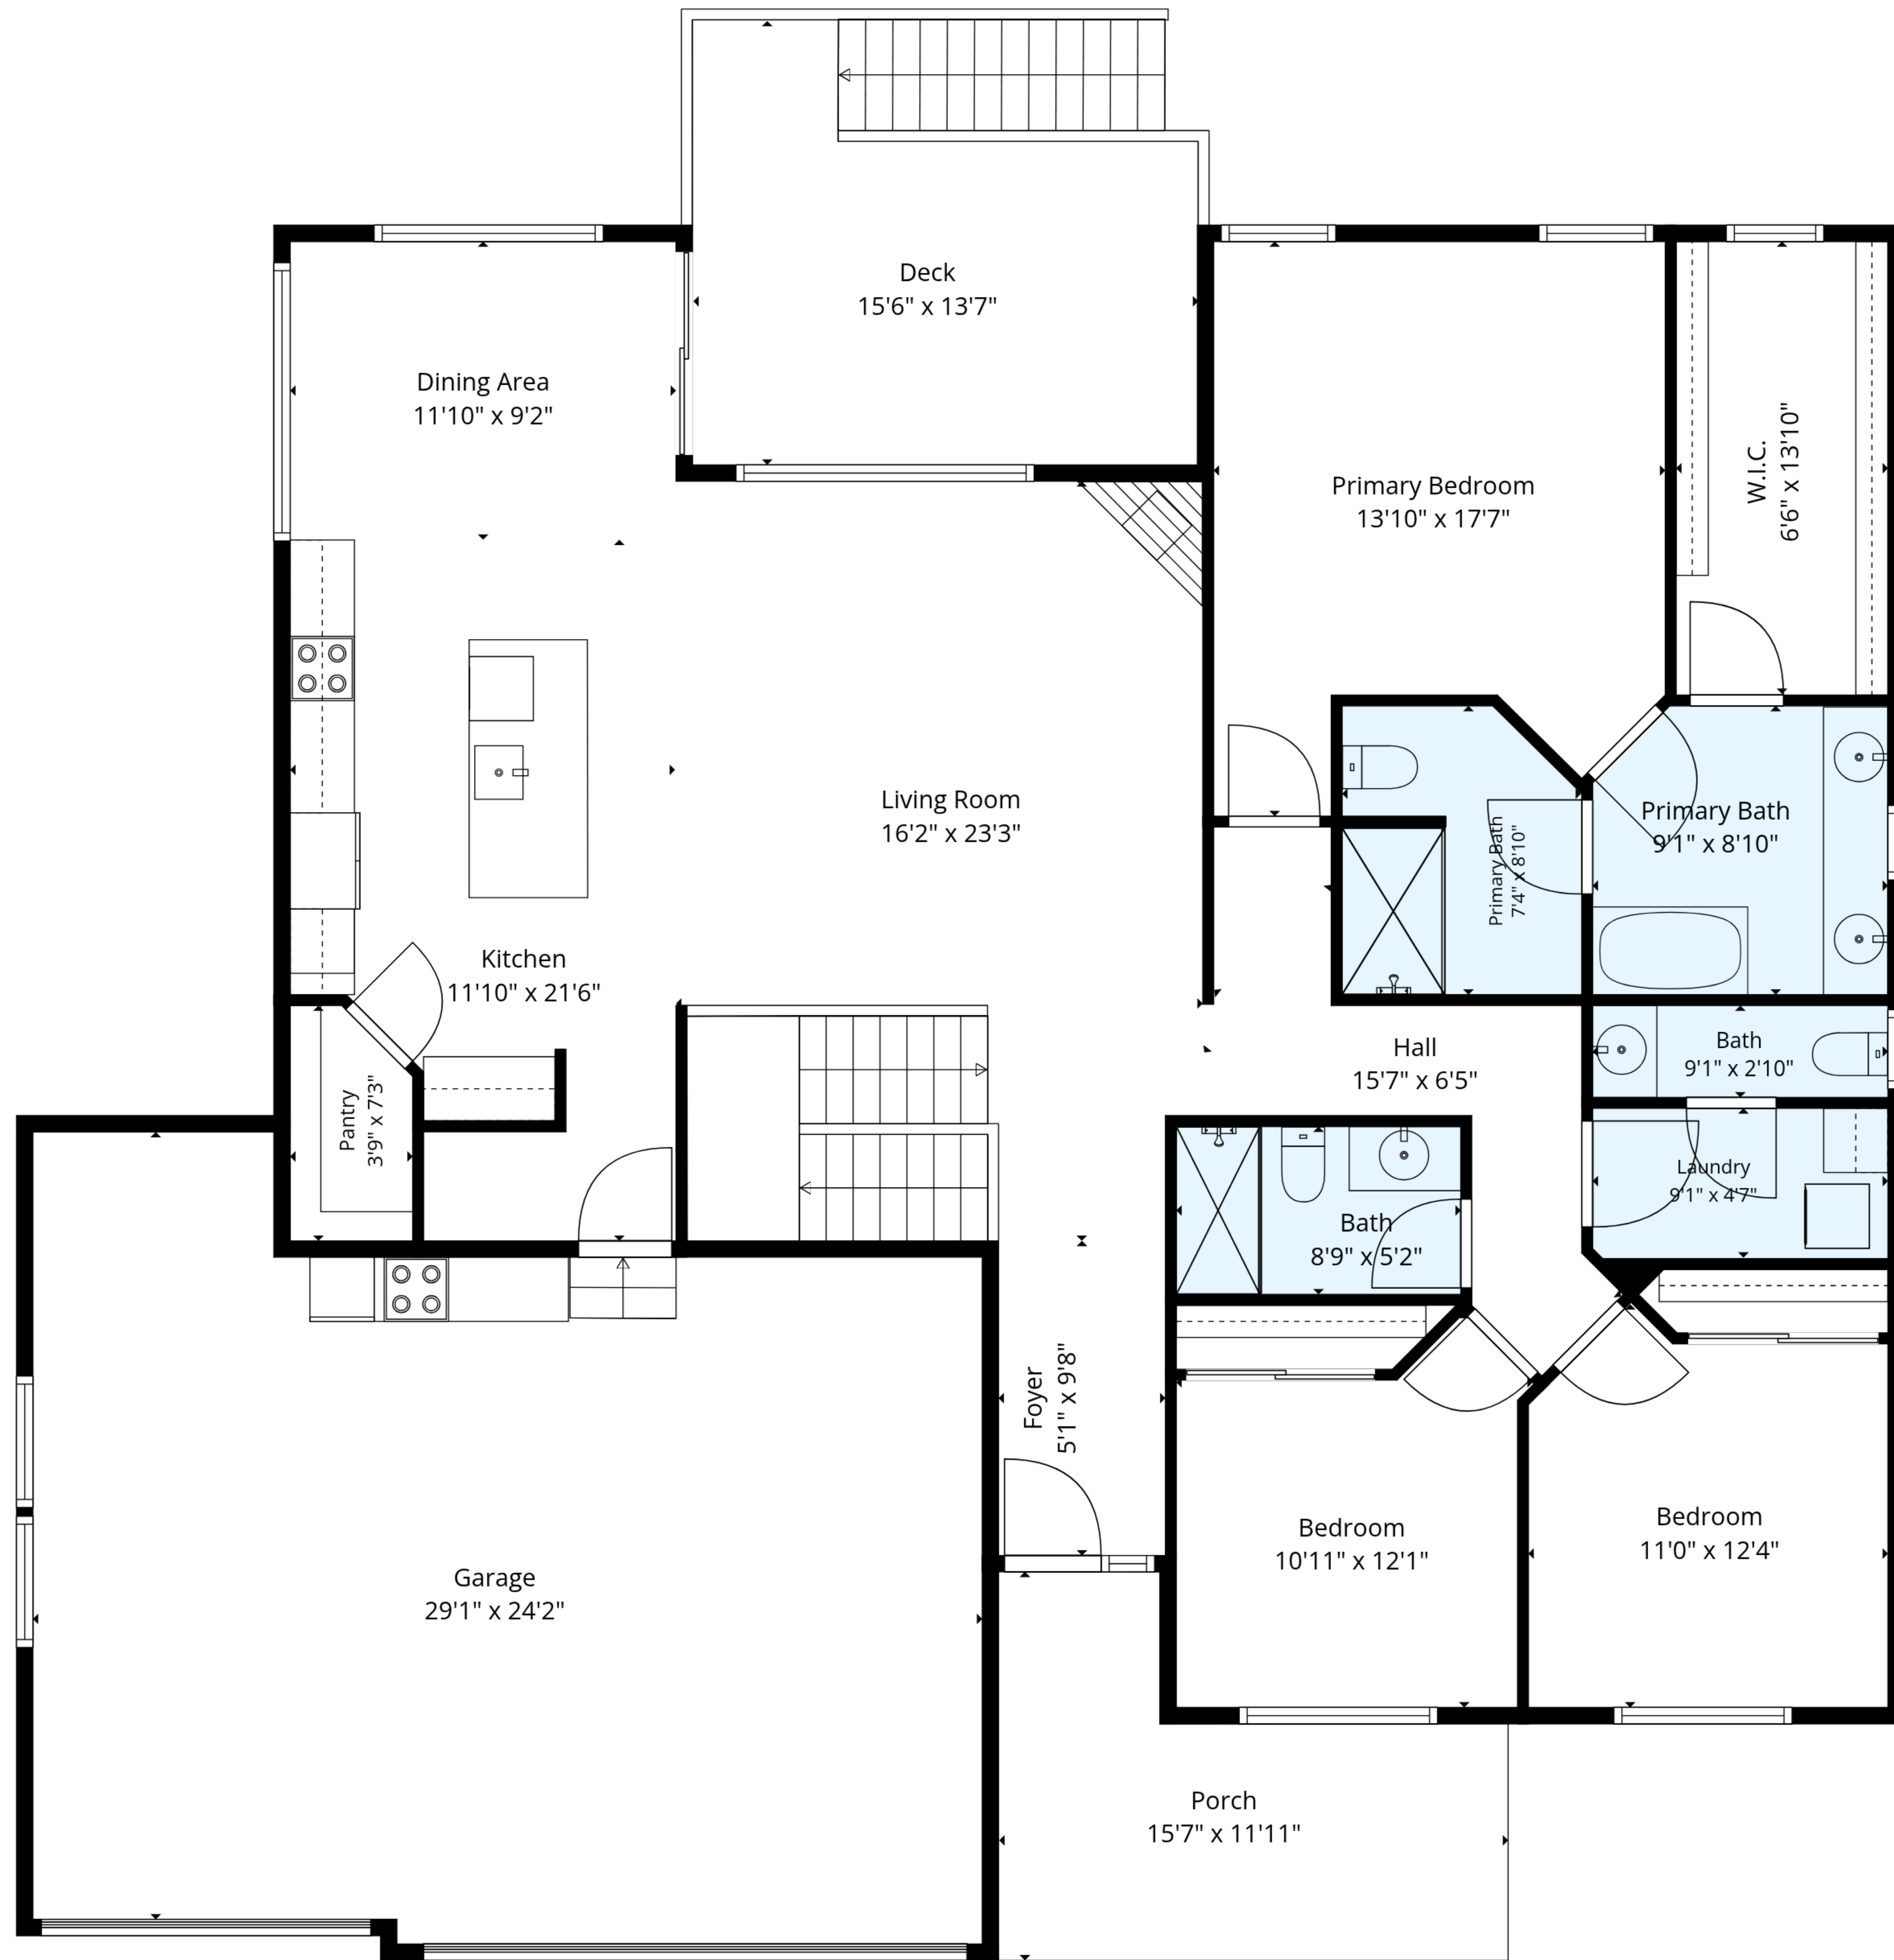 Deck
15'6" x 13'7"
Dining Area
11'10" x 9'2"
Primary Bedroom
13'10" x 17'7"
W.I.C.
6'6" x 13'10"
Living Room
16'2" x 23'3"
Primary Bath
7'4" x 8'10"
Primary Bath
9'1" x 8'10"
Kitchen
11'10" x 21'6"
Hall
15'7" x 6'5"
Bath
9'1" x 2'10"
Pantry
3'9" x 7'3"
Laundry
9'1" x 4'7"
Bath
8'9" x 5'2"
Foyer
5'1" x 9'8"
Bedroom
10'11" x 12'1"
Bedroom
11'0" x 12'4"
Garage
29'1" x 24'2"
Porch
15'7" x 11'11"